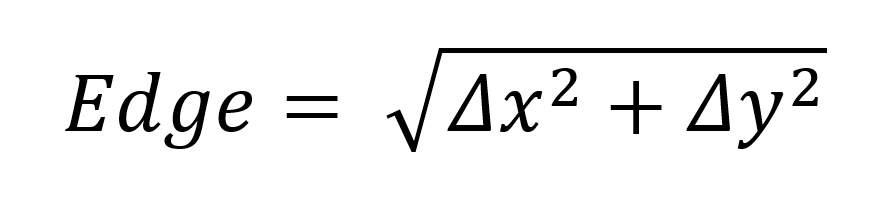 Edge = √Δx² + Δy²